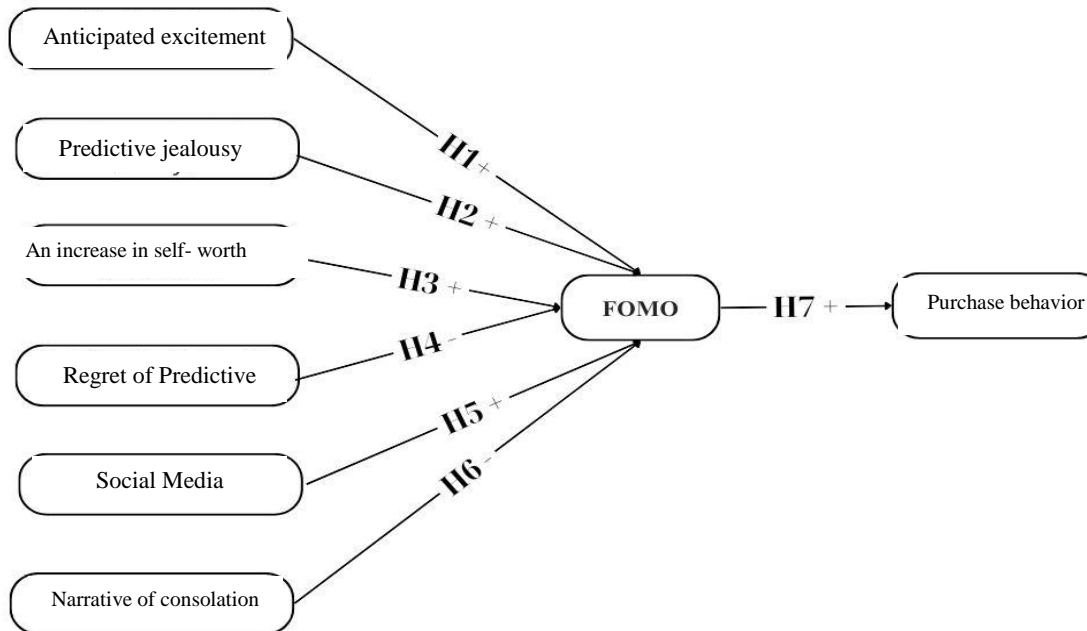 Anticipated excitement
H1+
Predictive jealousy
H2 +
An increase in self- worth
H3 +
FOMO
H7 +
Purchase behavior
H4 -
Regret of Predictive
H5 +
Social Media
H6 -
Narrative of consolation